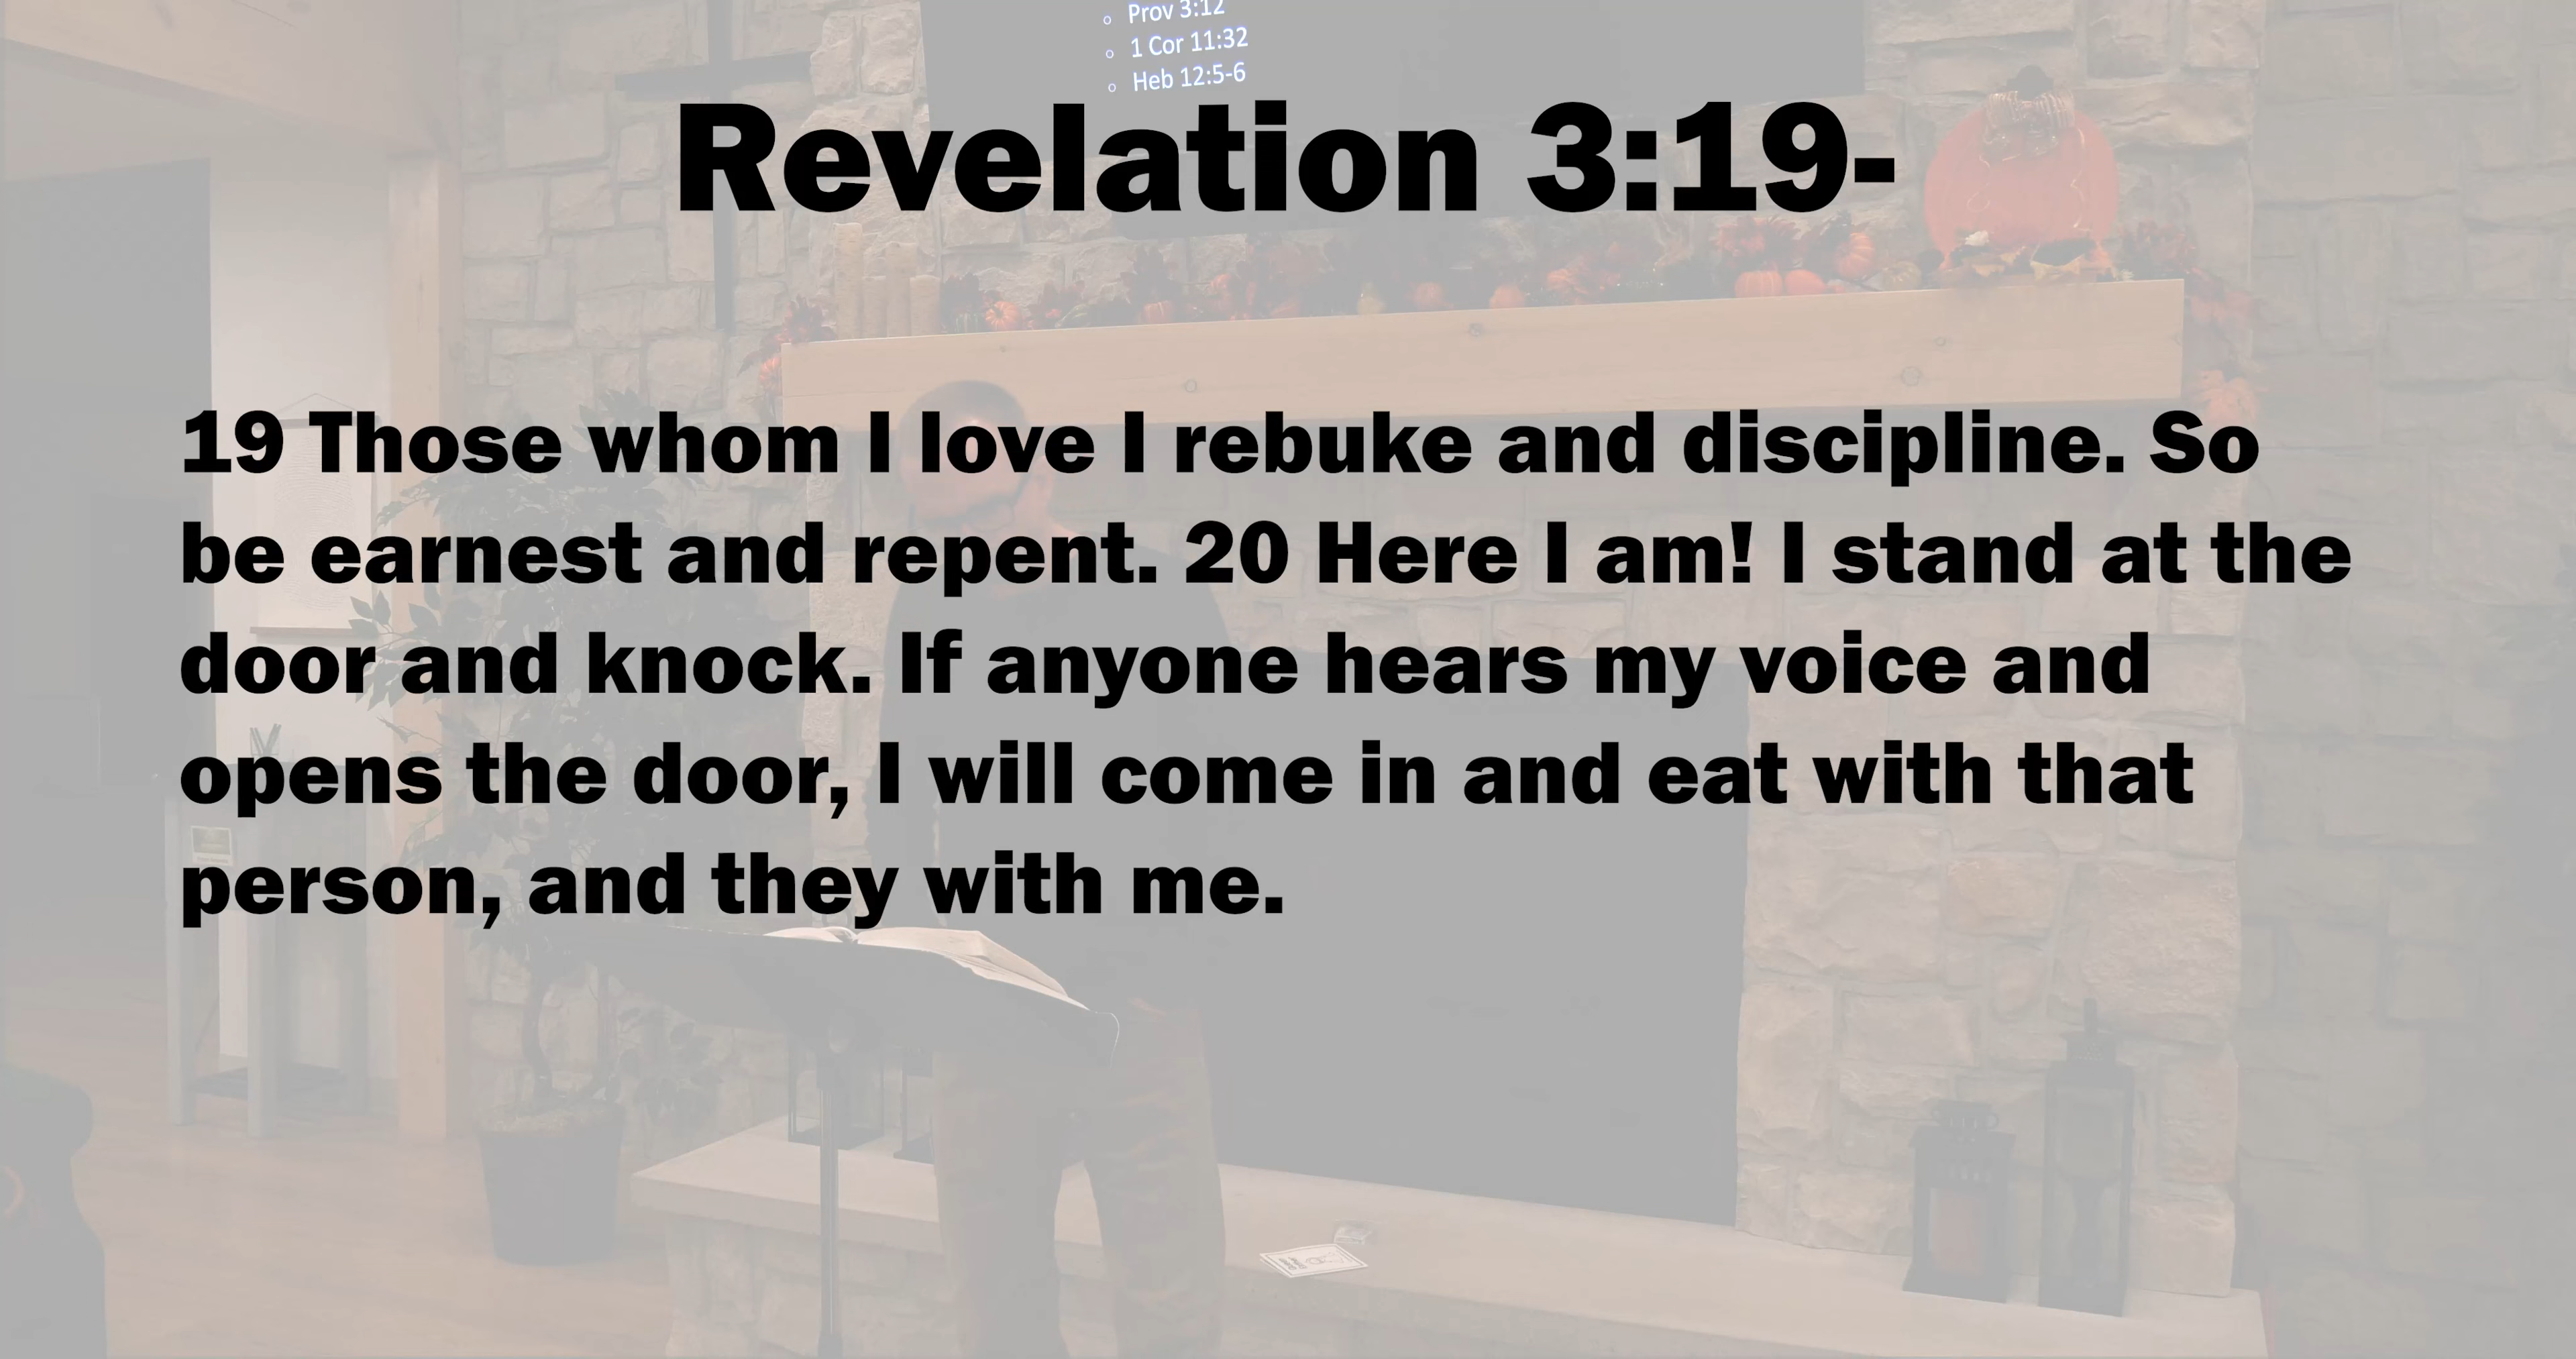 ○ Prov 3:12
○ 1 Cor 11:32
○ Heb 12:5-6
Revelation 3:19-
19 Those whom I love I rebuke and discipline. So
be earnest and repent. 20 Here I am! I stand at the
door and knock. If anyone hears my voice and
opens the door, I will come in and eat with that
person, and they with me.